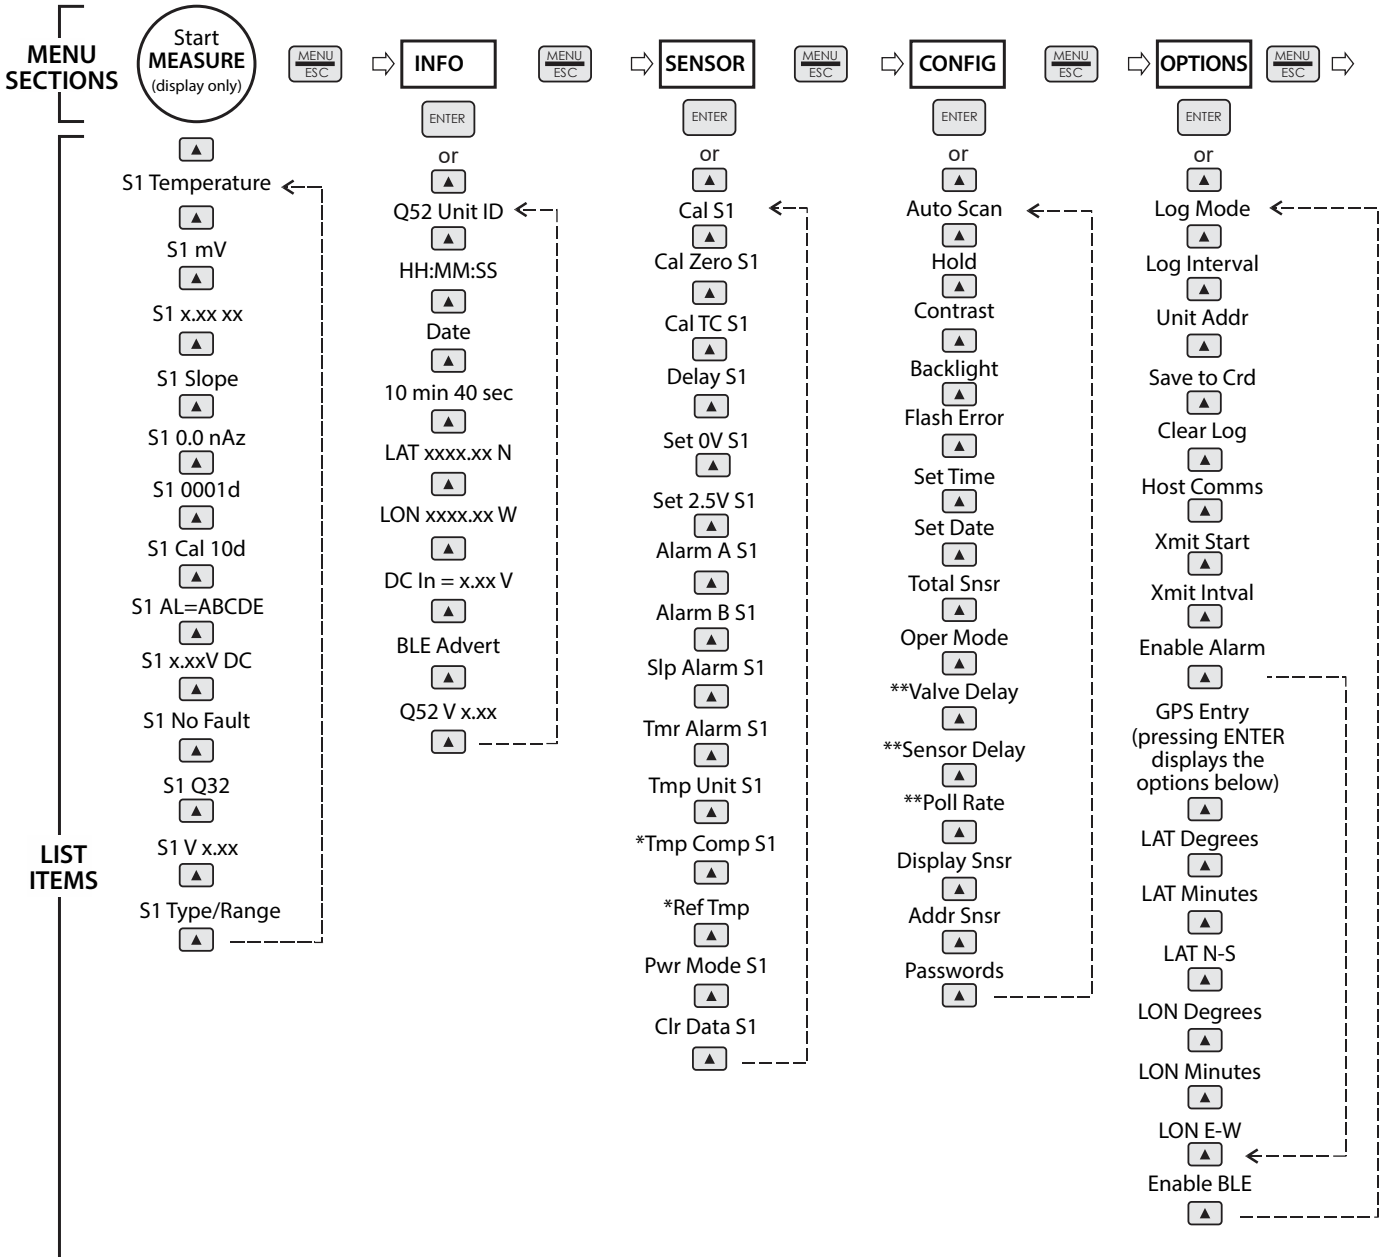 MENU
SECTIONS
Start
MEASURE
(display only)
MENU
ESC
INFO
MENU
ESC
SENSOR
MENU
ESC
CONFIG
MENU
ESC
OPTIONS
MENU
ESC
LIST
ITEMS
S1 Temperature
S1 mV
S1 x.xx xx
S1 Slope
S1 0.0 nAz
S1 0001d
S1 Cal 10d
S1 AL=ABCDE
S1 x.xxV DC
S1 No Fault
S1 Q32
S1 V x.xx
S1 Type/Range
ENTER
or
Q52 Unit ID
HH:MM:SS
Date
10 min 40 sec
LAT xxxx.xx N
LON xxxx.xx W
DC In = x.xx V
BLE Advert
Q52 V x.xx
ENTER
or
Cal S1
Cal Zero S1
Cal TC S1
Delay S1
Set 0V S1
Set 2.5V S1
Alarm A S1
Alarm B S1
Slp Alarm S1
Tmr Alarm S1
Tmp Unit S1
*Tmp Comp S1
*Ref Tmp
Pwr Mode S1
Clr Data S1
ENTER
or
Auto Scan
Hold
Contrast
Backlight
Flash Error
Set Time
Set Date
Total Snsr
Oper Mode
**Valve Delay
**Sensor Delay
**Poll Rate
Display Snsr
Addr Snsr
Passwords
ENTER
or
Log Mode
Log Interval
Unit Addr
Save to Crd
Clear Log
Host Comms
Xmit Start
Xmit Intval
Enable Alarm
GPS Entry
(pressing ENTER
displays the
options below)
LAT Degrees
LAT Minutes
LAT N-S
LON Degrees
LON Minutes
LON E-W
Enable BLE